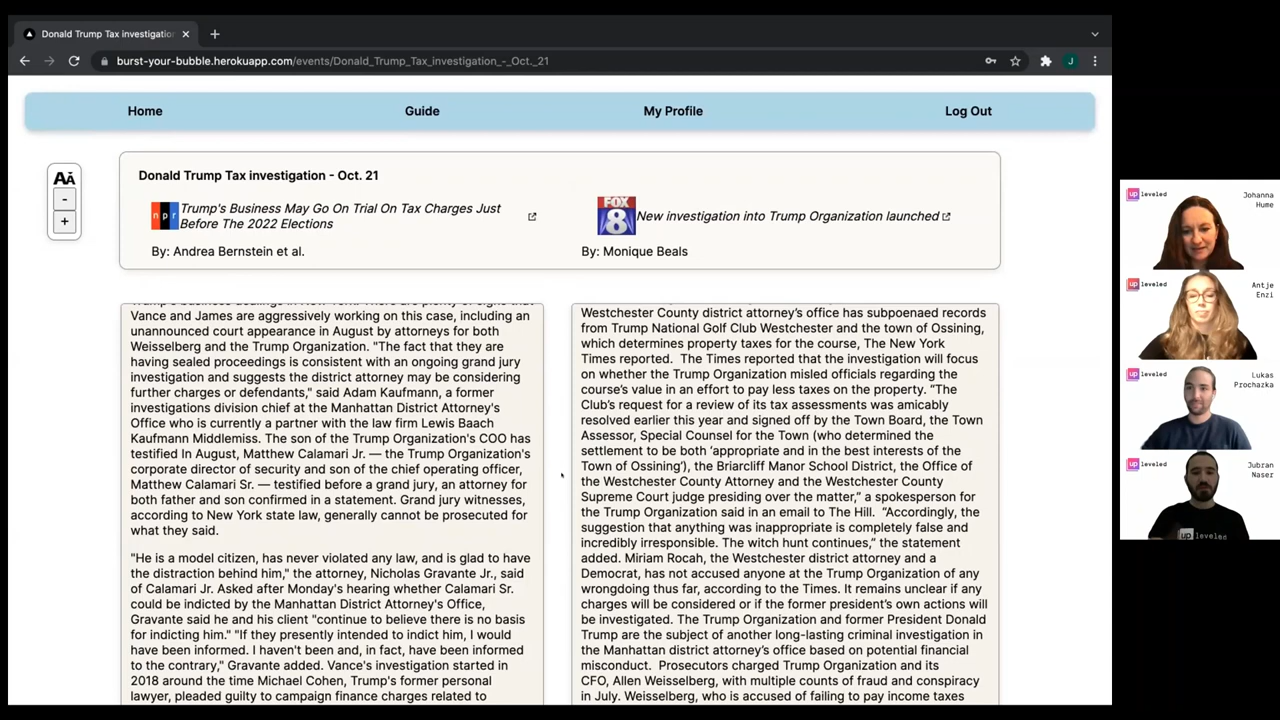 Donald Trump Tax investigation
burst-your-bubble.herokuapp.com/events/Donald_Trump_Tax_investigation_-_Oct._21
J
Home Guide My Profile Log Out
AA
-
+
Donald Trump Tax investigation - Oct. 21
n p r
Trump's Business May Go On Trial On Tax Charges Just
Before The 2022 Elections
By: Andrea Bernstein et al.
FOX
8
New investigation into Trump Organization launched
By: Monique Beals
Trump's business dealings in New York. There are plenty of signs that
Vance and James are aggressively working on this case, including an
unannounced court appearance in August by attorneys for both
Weisselberg and the Trump Organization. "The fact that they are
having sealed proceedings is consistent with an ongoing grand jury
investigation and suggests the district attorney may be considering
further charges or defendants," said Adam Kaufmann, a former
investigations division chief at the Manhattan District Attorney's
Office who is currently a partner with the law firm Lewis Baach
Kaufmann Middlemiss. The son of the Trump Organization's COO has
testified In August, Matthew Calamari Jr. — the Trump Organization's
corporate director of security and son of the chief operating officer,
Matthew Calamari Sr. — testified before a grand jury, an attorney for
both father and son confirmed in a statement. Grand jury witnesses,
according to New York state law, generally cannot be prosecuted for
what they said.
"He is a model citizen, has never violated any law, and is glad to have
the distraction behind him," the attorney, Nicholas Gravante Jr., said
of Calamari Jr. Asked after Monday's hearing whether Calamari Sr.
could be indicted by the Manhattan District Attorney's Office,
Gravante said he and his client "continue to believe there is no basis
for indicting him." "If they presently intended to indict him, I would
have been informed. I haven't been and, in fact, have been informed
to the contrary," Gravante added. Vance's investigation started in
2018 around the time Michael Cohen, Trump's former personal
lawyer, pleaded guilty to campaign finance charges related to
Westchester County district attorney's office has subpoenaed records
from Trump National Golf Club Westchester and the town of Ossining,
which determines property taxes for the course, The New York
Times reported. The Times reported that the investigation will focus
on whether the Trump Organization misled officials regarding the
course's value in an effort to pay less taxes on the property. “The
Club's request for a review of its tax assessments was amicably
resolved earlier this year and signed off by the Town Board, the Town
Assessor, Special Counsel for the Town (who determined the
settlement to be both ‘appropriate and in the best interests of the
Town of Ossining’), the Briarcliff Manor School District, the Office of
the Westchester County Attorney and the Westchester County
Supreme Court judge presiding over the matter,” a spokesperson for
the Trump Organization said in an email to The Hill. “Accordingly, the
suggestion that anything was inappropriate is completely false and
incredibly irresponsible. The witch hunt continues,” the statement
added. Miriam Rocah, the Westchester district attorney and a
Democrat, has not accused anyone at the Trump Organization of any
wrongdoing thus far, according to the Times. It remains unclear if any
charges will be considered or if the former president's own actions will
be investigated. The Trump Organization and former President Donald
Trump are the subject of another long-lasting criminal investigation in
the Manhattan district attorney's office based on potential financial
misconduct. Prosecutors charged Trump Organization and its
CFO, Allen Weisselberg, with multiple counts of fraud and conspiracy
in July. Weisselberg, who is accused of failing to pay income taxes
up leveled
Johanna
Hume
up leveled
Antje
Enzi
up leveled
Lukas
Prochazka
up leveled
Jubran
Naser
up leveled